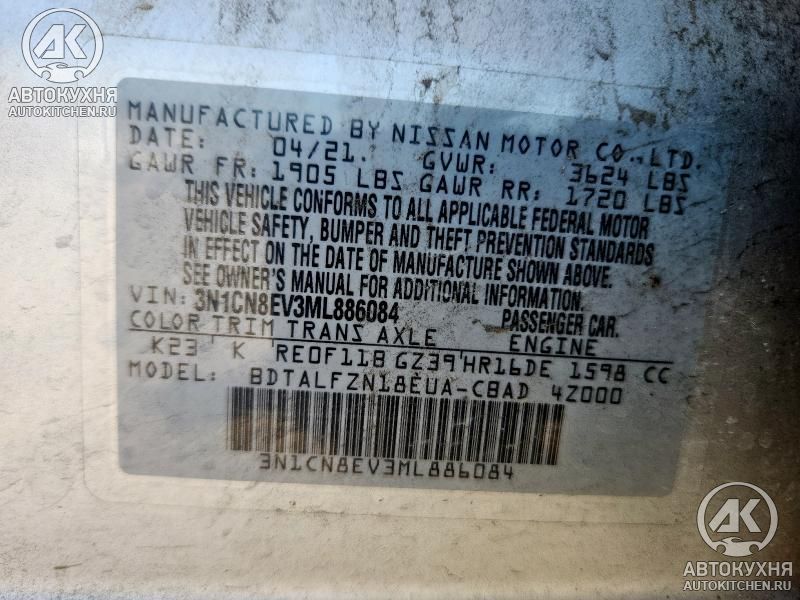 АК
АВТОКУХНЯ
AUTOKITCHEN.RU
MANUFACTURED BY NISSAN MOTOR CO.,LTD.
DATE: 04/21. GVWR: 3624 LBS
GAWR FR: 1905 LBS GAWR RR: 1720 LBS
THIS VEHICLE CONFORMS TO ALL APPLICABLE FEDERAL MOTOR
VEHICLE SAFETY, BUMPER AND THEFT PREVENTION STANDARDS
IN EFFECT ON THE DATE OF MANUFACTURE SHOWN ABOVE.
SEE OWNER'S MANUAL FOR ADDITIONAL INFORMATION.
VIN: 3N1CN8EV3ML886084 PASSENGER CAR.
COLOR TRIM TRANS AXLE ENGINE
K23 K RE0F11B GZ39 HR16DE 1598 CC
BDTALFZN18EUA-CBAD 4Z000
3N1CN8EV3ML886084
АК
АВТОКУХНЯ
AUTOKITCHEN.RU